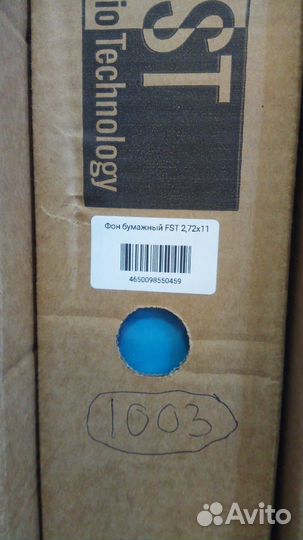 ST
io Technology
Фон бумажный FST 2,72x11
4650098550459
1003
Avito